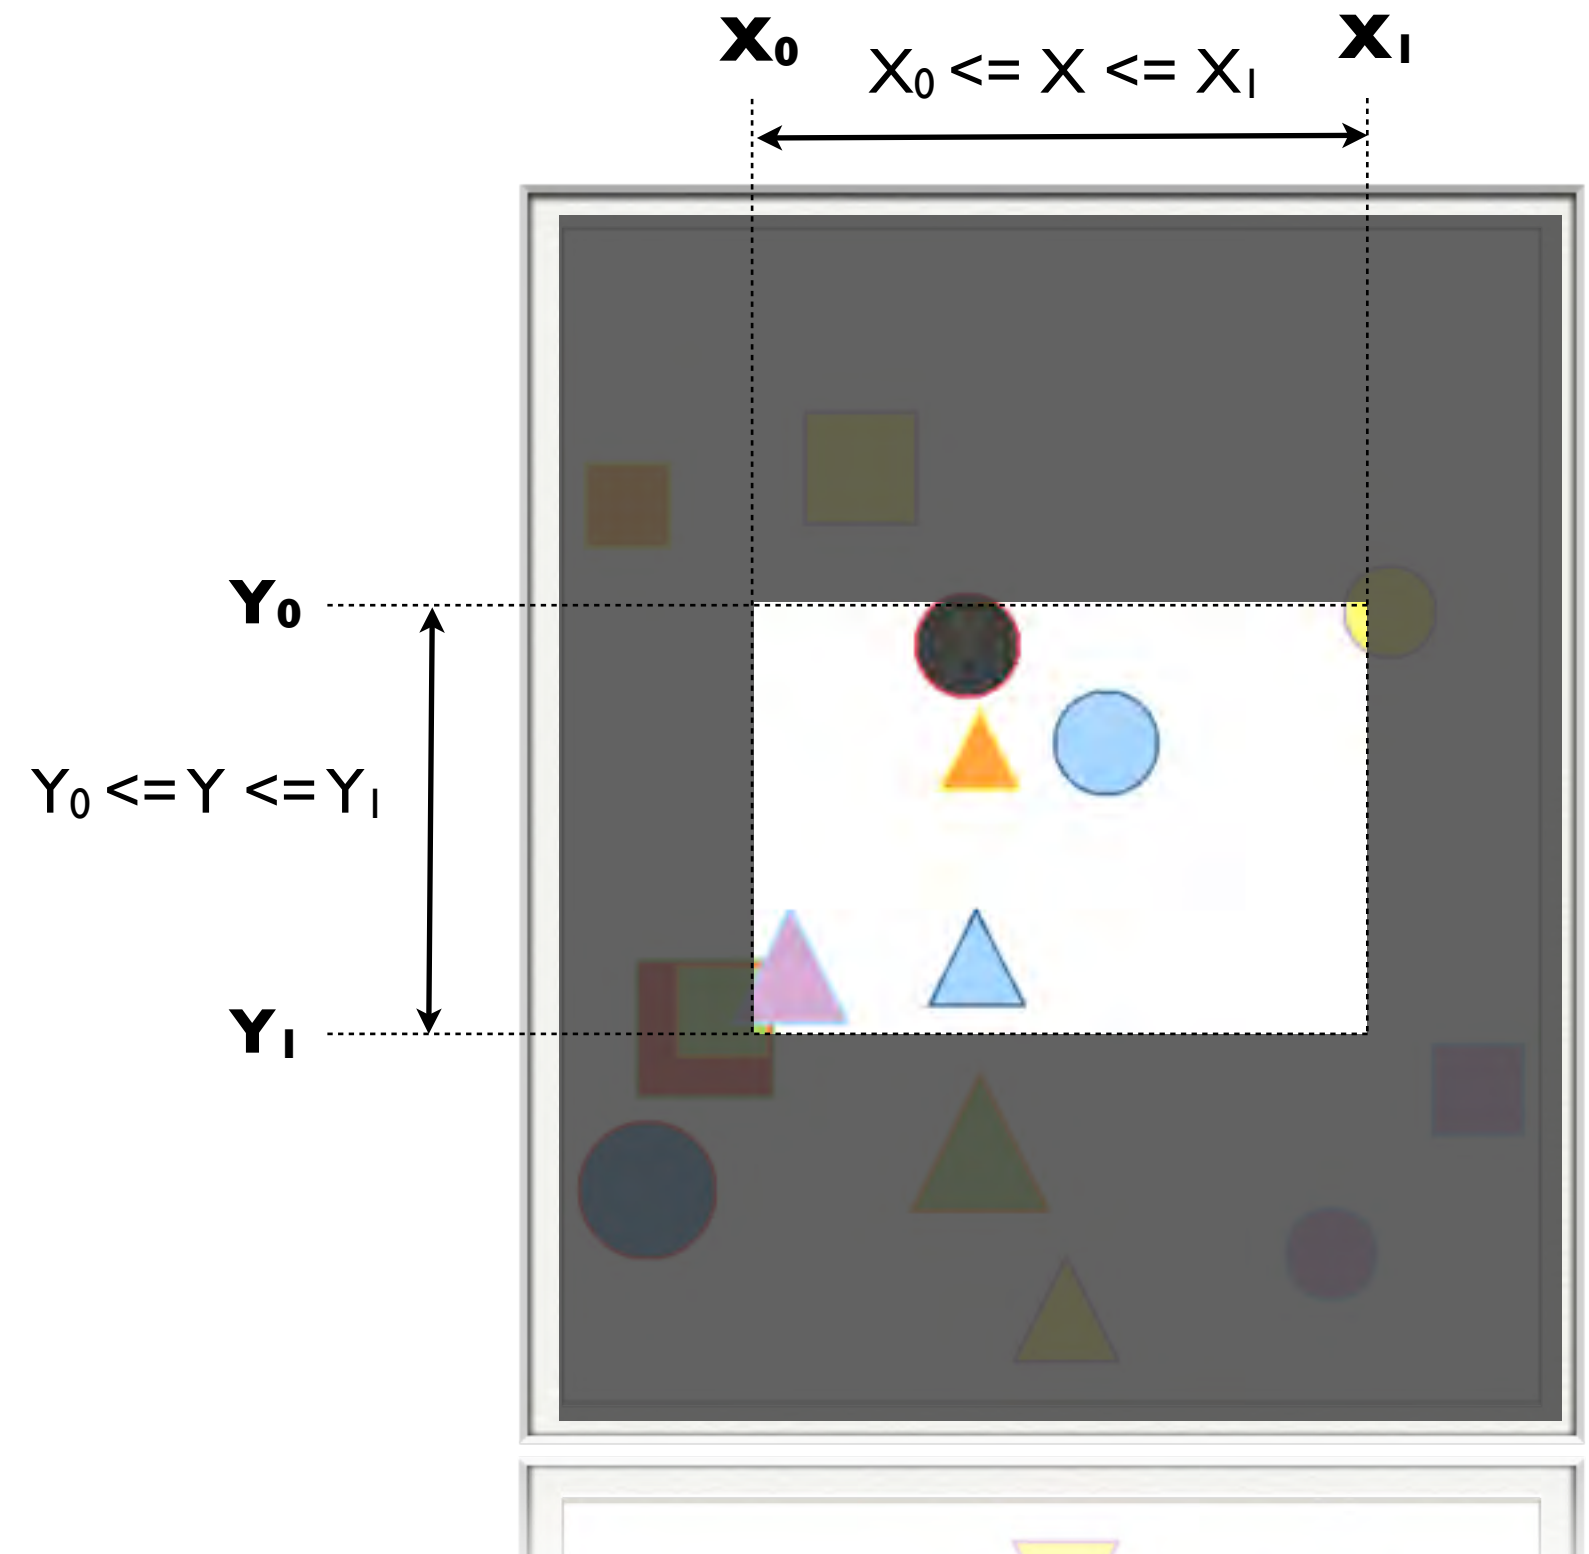 X₀ X₁
X₀ <= X <= X₁
Y₀
Y₀ <= Y <= Y₁
Y₁